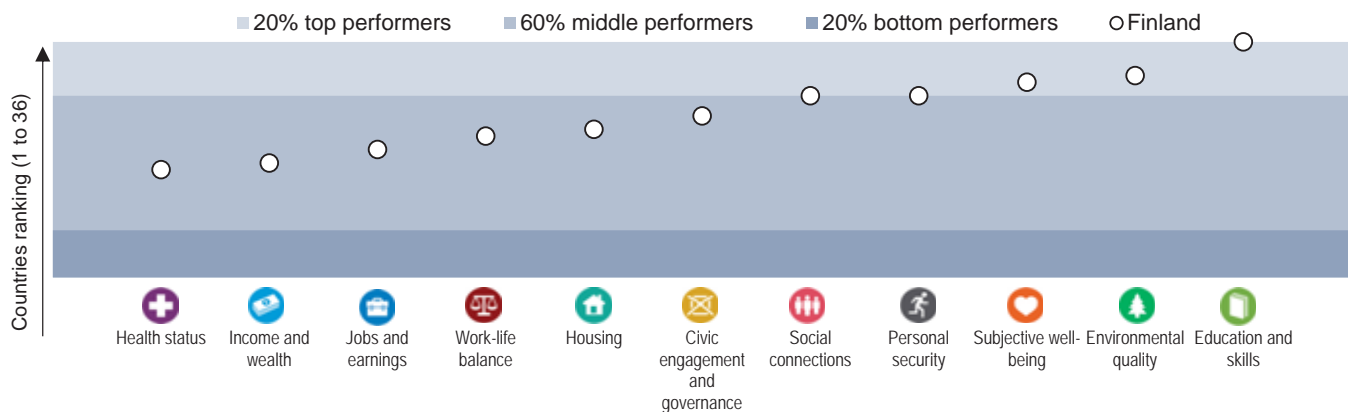 20% top performers 60% middle performers 20% bottom performers Finland
Countries ranking (1 to 36)
Health status
Income and
wealth
Jobs and
earnings
Work-life
balance
Housing
Civic
engagement
and
governance
Social
connections
Personal
security
Subjective well-
being
Environmental
quality
Education and
skills